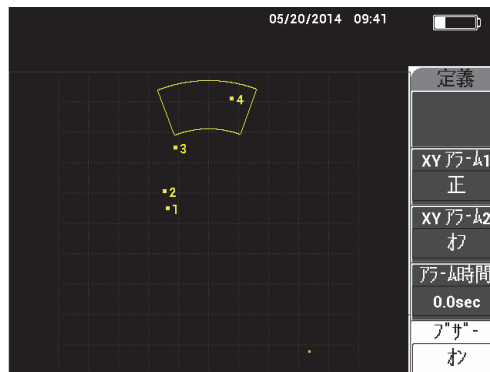 05/20/2014 09:41
定義
4
3
2
1
XY アラーム1
正
XY アラーム2
オフ
アラーム時間
0.0sec
ブザー
オン